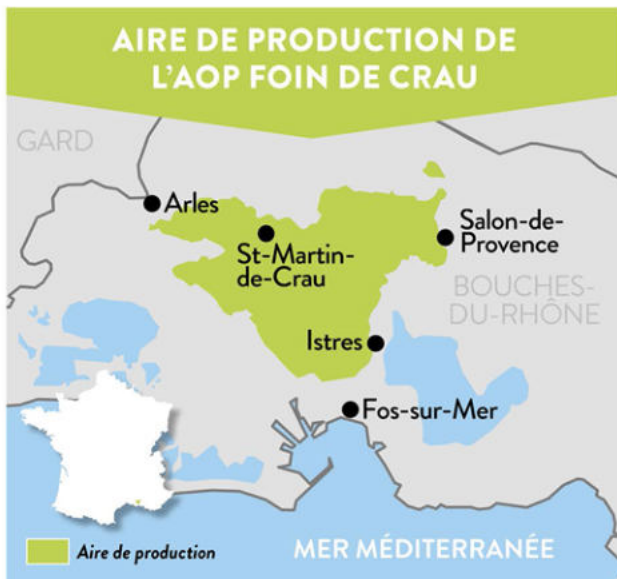 AIRE DE PRODUCTION DE
L'AOP FOIN DE CRAU
GARD
Arles
St-Martin-
de-Crau
Salon-de-
Provence
BOUCHES-
DU-RHÔNE
Istres
Fos-sur-Mer
Aire de production
MER MÉDITERRANÉE